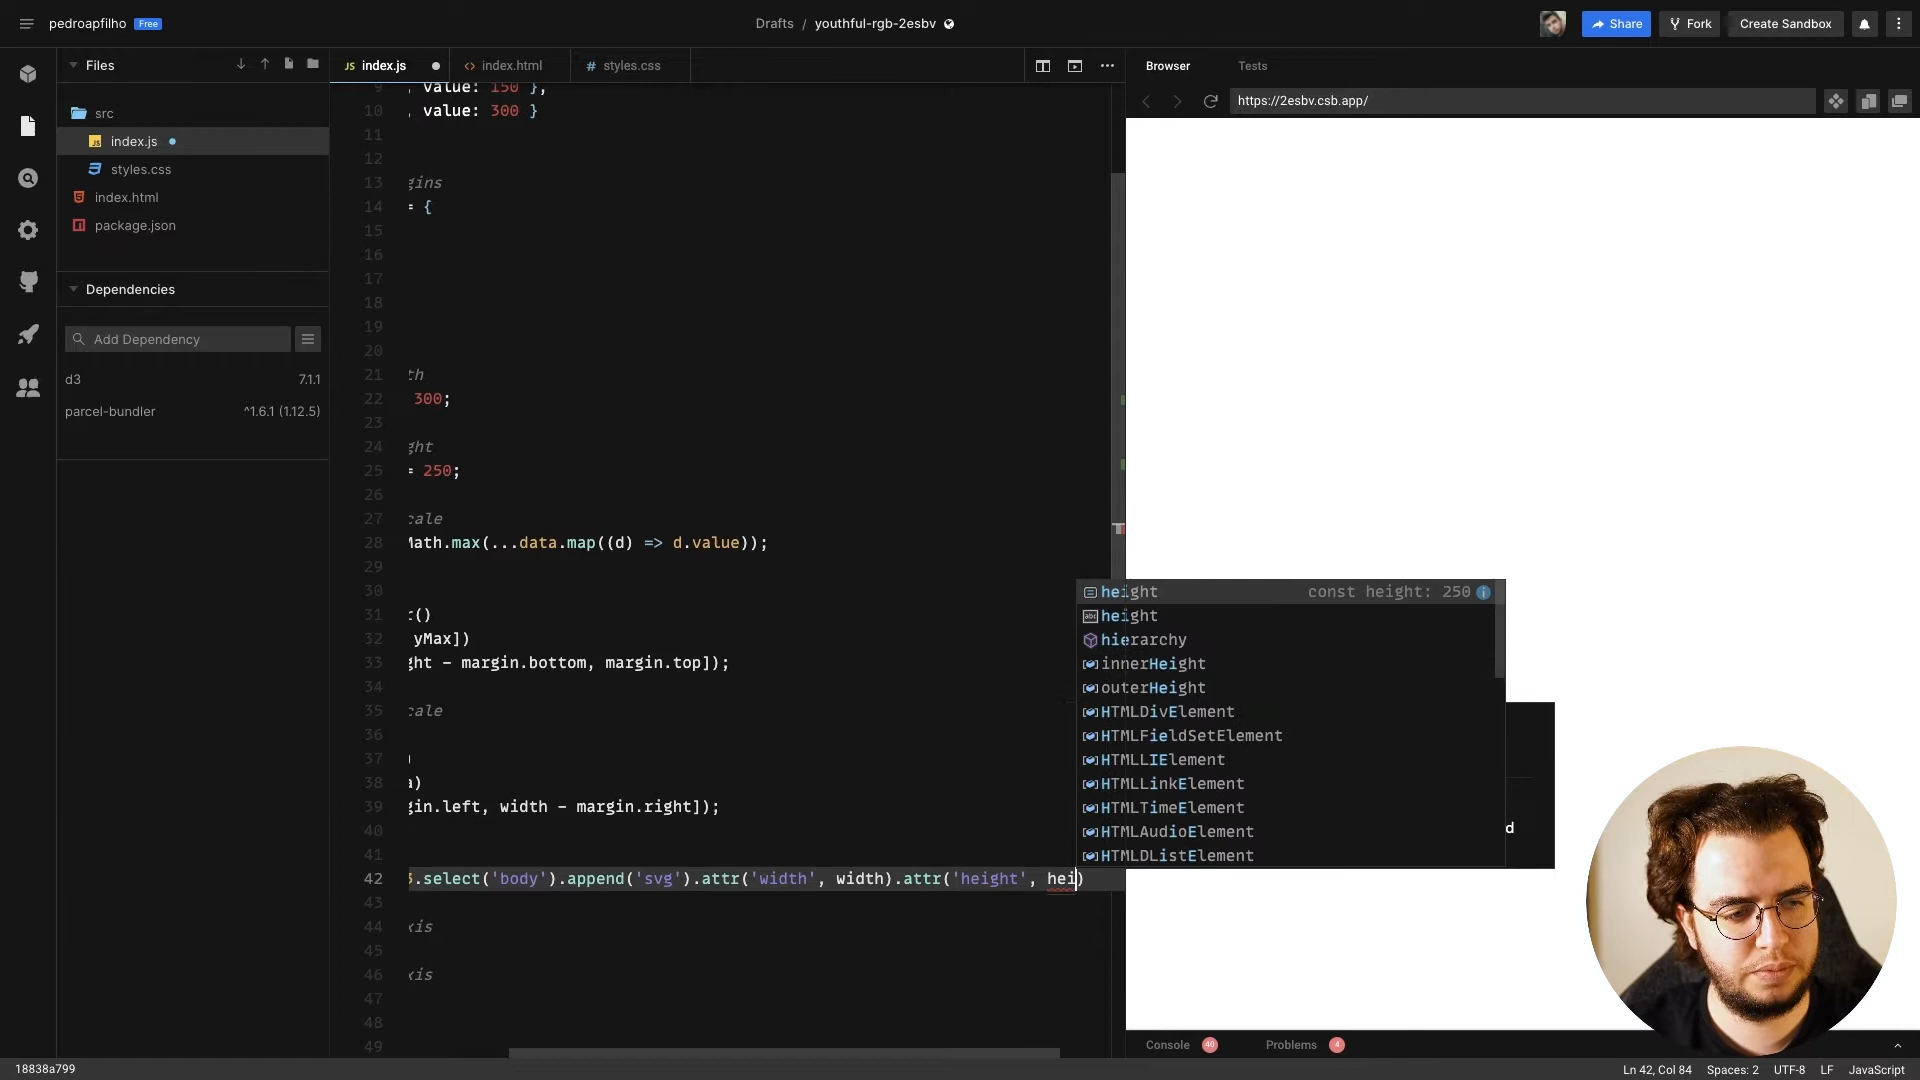 pedroapfilho Free
Drafts / youthful-rgb-2esbv
Share Fork Create Sandbox
Files
index.js
index.html
styles.css
Browser Tests
https://2esbv.csb.app/
src
index.js
styles.css
index.html
package.json
Dependencies
Add Dependency
d3 7.1.1
parcel-bundler ^1.6.1 (1.12.5)
9 , value: 150 },
10 , value: 300 }
11
12
13 gins
14 = {
15
16
17
18
19
20
21 th
22 300;
23
24 ght
25 = 250;
26
27 cale
28 Math.max(...data.map((d) => d.value));
29
30
31 r()
32 yMax])
33 ght - margin.bottom, margin.top]);
34
35 cale
36
37 )
38 a)
39 gin.left, width - margin.right]);
40
41
42 3.select('body').append('svg').attr('width', width).attr('height', hei)
43
44 xis
45
46 xis
47
48
49
height const height: 250
height
hierarchy
innerHeight
outerHeight
HTMLDivElement
HTMLFieldSetElement
HTMLLIElement
HTMLLinkElement
HTMLTimeElement
HTMLAudioElement
HTMLDListElement
d
Console 40 Problems 4
18838a799
Ln 42, Col 84 Spaces: 2 UTF-8 LF JavaScript